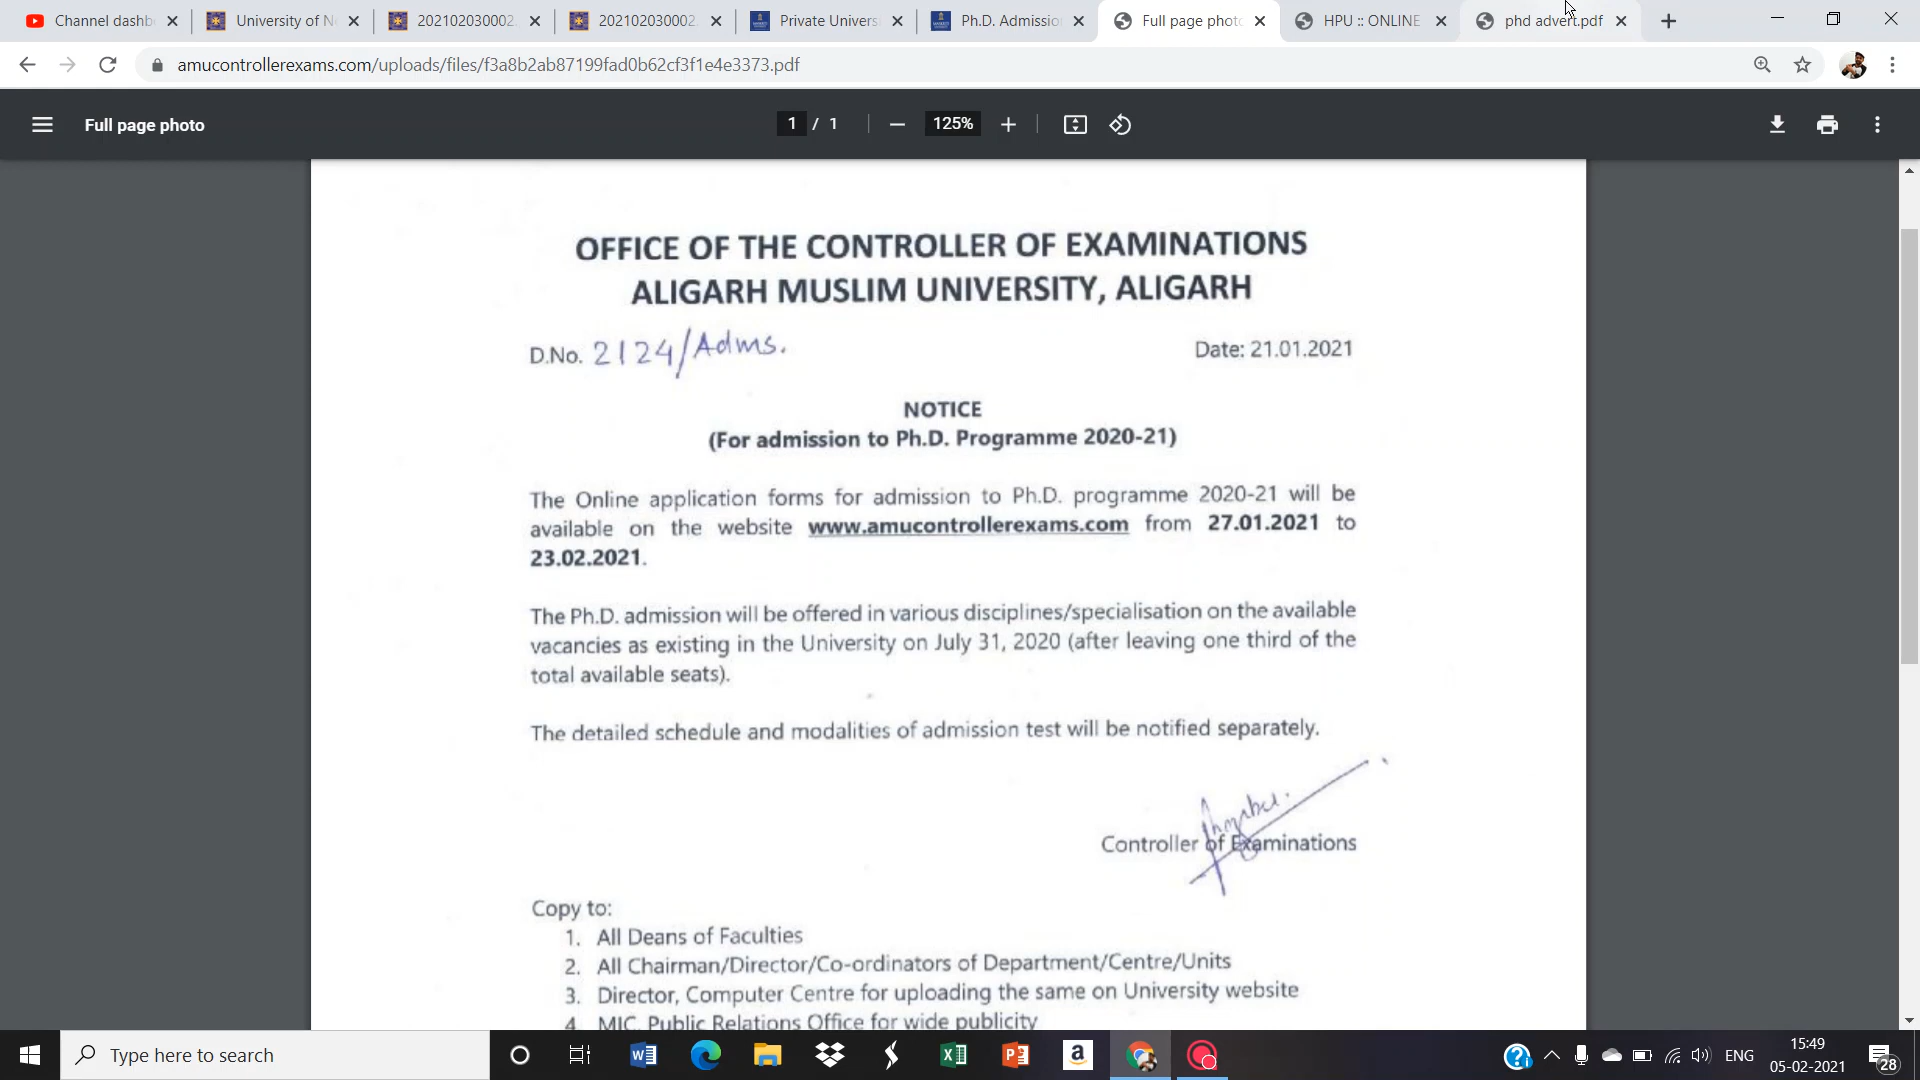 Channel dashb
University of Ne
2021020300002
2021020300002
Private Univers
Ph.D. Admissio
Full page photo
HPU :: ONLINE
phd advert.pdf
amucontrollerexams.com/uploads/files/f3a8b2ab87199fad0b62cf3f1e4e3373.pdf
Full page photo
1 / 1
125%
OFFICE OF THE CONTROLLER OF EXAMINATIONS
ALIGARH MUSLIM UNIVERSITY, ALIGARH
D.No. 2124/Adms.
Date: 21.01.2021
NOTICE
(For admission to Ph.D. Programme 2020-21)
The Online application forms for admission to Ph.D. programme 2020-21 will be
available on the website www.amucontrollerexams.com from 27.01.2021 to
23.02.2021.
The Ph.D. admission will be offered in various disciplines/specialisation on the available
vacancies as existing in the University on July 31, 2020 (after leaving one third of the
total available seats).
The detailed schedule and modalities of admission test will be notified separately.
Controller of Examinations
Copy to:
1. All Deans of Faculties
2. All Chairman/Director/Co-ordinators of Department/Centre/Units
3. Director, Computer Centre for uploading the same on University website
4 MIC, Public Relations Office for wide publicity
Type here to search
ENG
15:49
05-02-2021
28